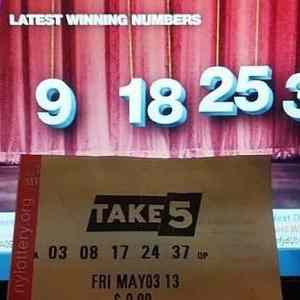 LATEST WINNING NUMBERS
9 18 25
nylottery.org
TAKE 5
A 03 08 17 24 37 QP
FRI MAY03 13